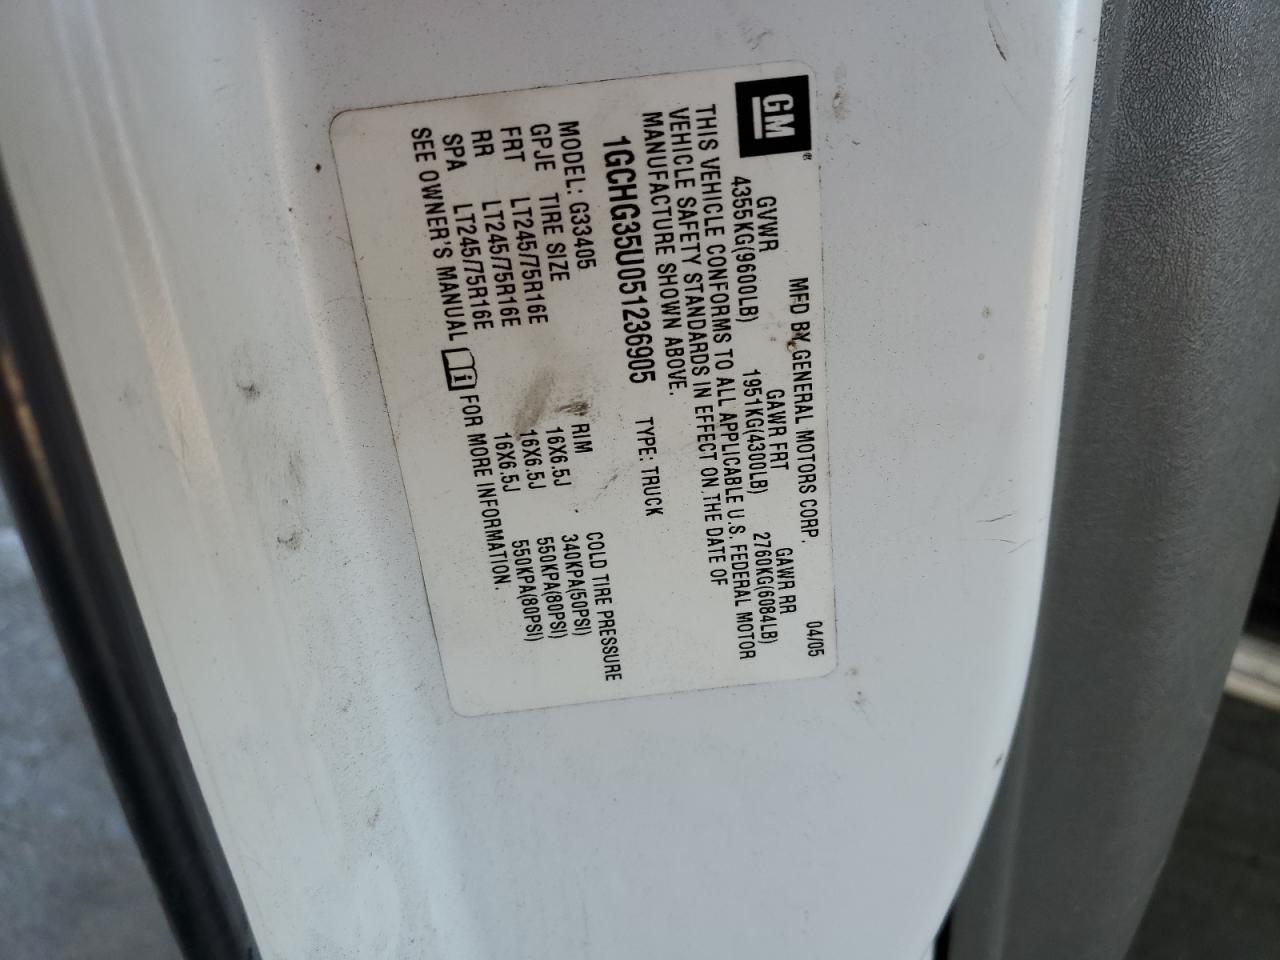 GM
MFD BY GENERAL MOTORS CORP. 04/05
GVWR GAWR FRT GAWR RR
4355KG(9600LB) 1951KG(4300LB) 2760KG(6084LB)
THIS VEHICLE CONFORMS TO ALL APPLICABLE U.S. FEDERAL MOTOR
VEHICLE SAFETY STANDARDS IN EFFECT ON THE DATE OF
MANUFACTURE SHOWN ABOVE.
1GCHG35U051236905 TYPE: TRUCK
MODEL: G33405
GPJE TIRE SIZE RIM COLD TIRE PRESSURE
FRT LT245/75R16E 16X6.5J 340KPA(50PSI)
RR LT245/75R16E 16X6.5J 550KPA(80PSI)
SPA LT245/75R16E 16X6.5J 550KPA(80PSI)
SEE OWNER'S MANUAL i FOR MORE INFORMATION.